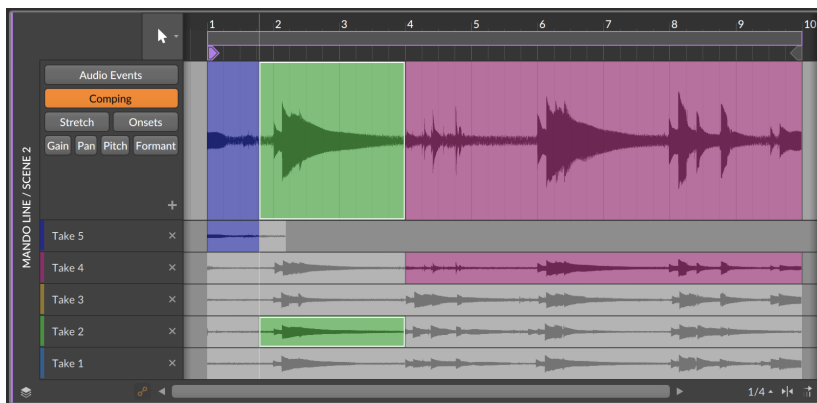 1 2 3 4 5 6 7 8 9 10
Audio Events
Comping
Stretch Onsets
Gain Pan Pitch Formant
+
MANDO LINE / SCENE 2
Take 5 ×
Take 4 ×
Take 3 ×
Take 2 ×
Take 1 ×
1/4